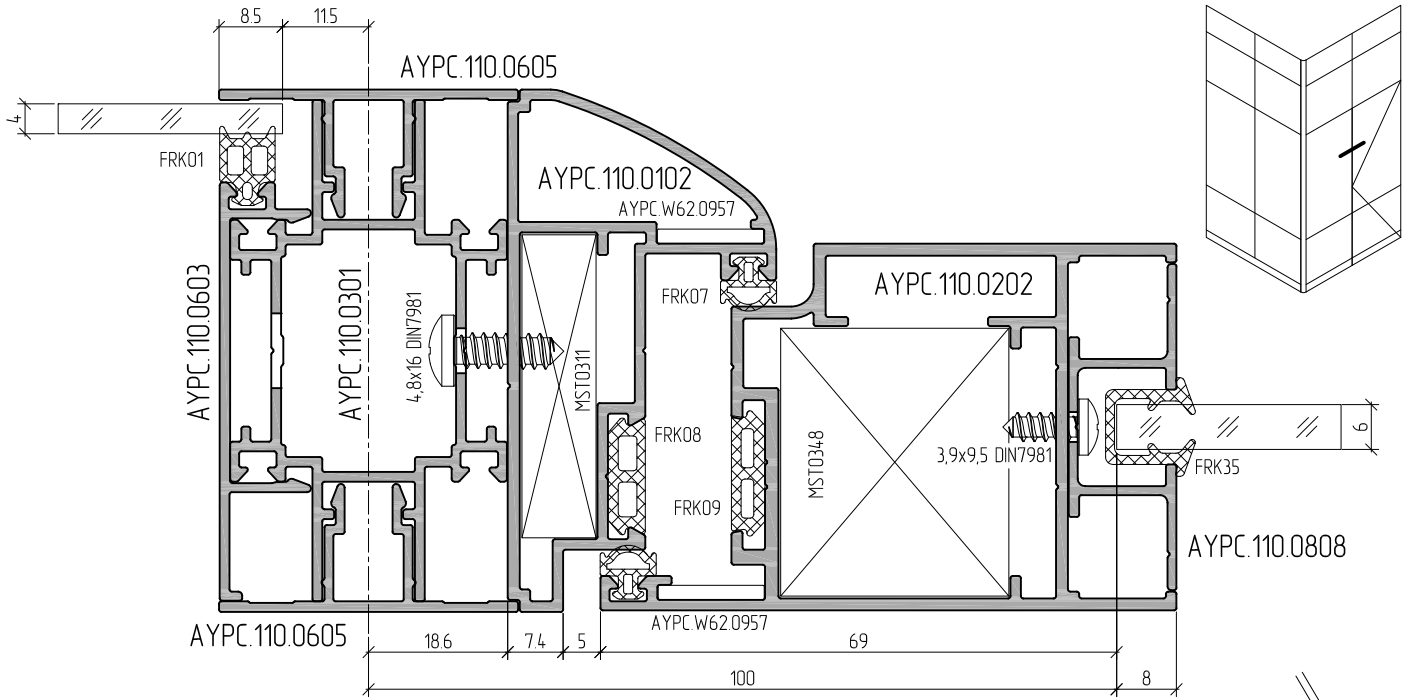 8.5
11.5
AYPC.110.0605
4
FRK01
AYPC.110.0102
AYPC.W62.0957
AYPC.110.0603
AYPC.110.0301
4,8x16 DIN7981
MST0311
FRK07
AYPC.110.0202
FRK08
FRK09
MST0348
3,9x9,5 DIN7981
6
FRK35
AYPC.110.0808
AYPC.110.0605
AYPC.W62.0957
18.6
7.4
5
69
100
8